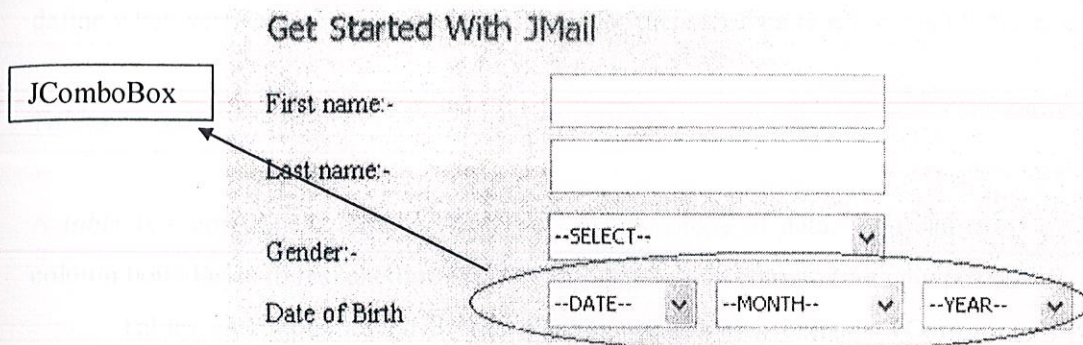 Get Started With JMail
JComboBox
First name:-
Last name:-
Gender:-
--SELECT--
Date of Birth
--DATE--
--MONTH--
--YEAR--